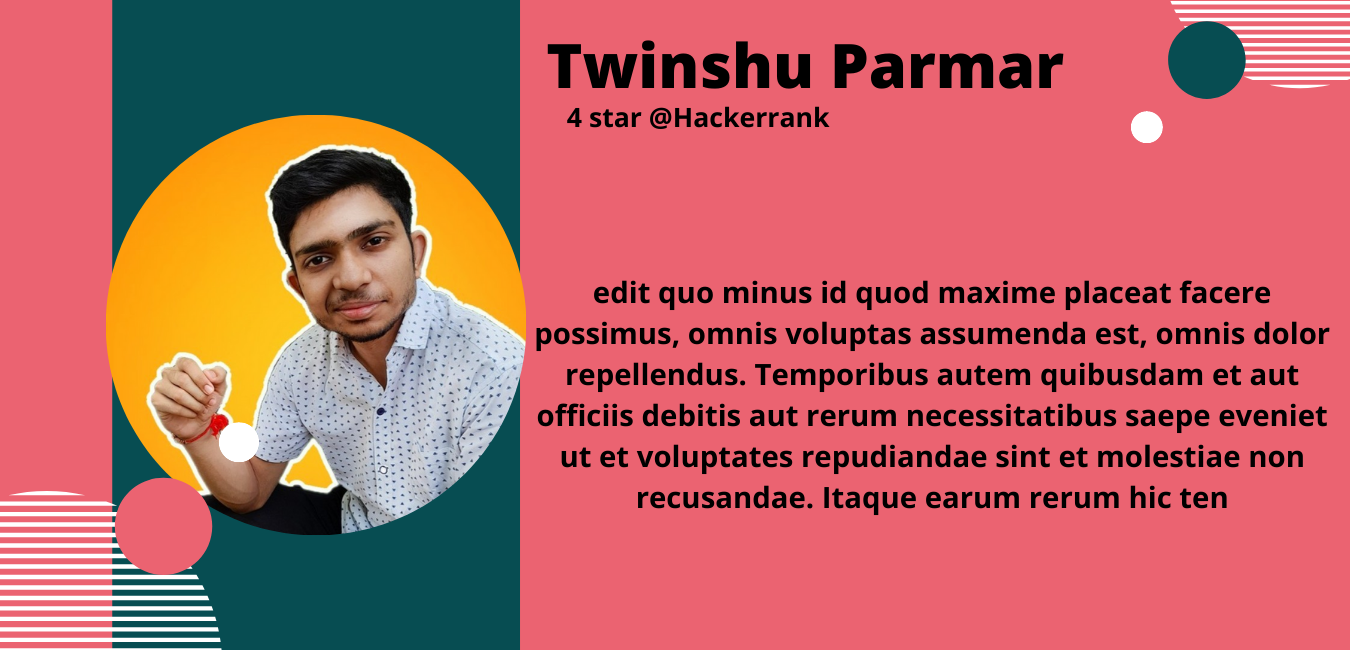 Twinshu Parmar
4 star @Hackerrank
edit quo minus id quod maxime placeat facere
possimus, omnis voluptas assumenda est, omnis dolor
repellendus. Temporibus autem quibusdam et aut
officiis debitis aut rerum necessitatibus saepe eveniet
ut et voluptates repudiandae sint et molestiae non
recusandae. Itaque earum rerum hic ten